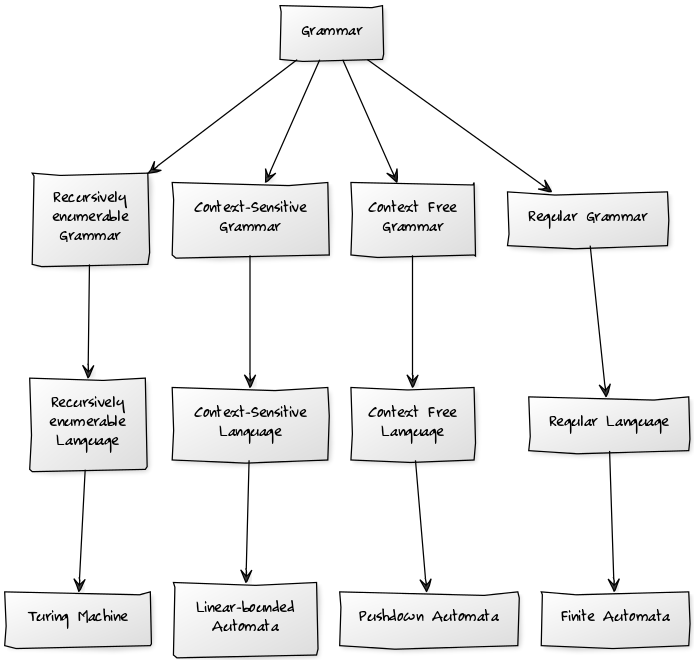 Grammar
Recursively
enumerable
Grammar
Context-Sensitive
Grammar
Context Free
Grammar
Regular Grammar
Recursively
enumerable
Language
Context-Sensitive
Language
Context Free
Language
Regular Language
Turing Machine
Linear-bounded
Automata
Pushdown Automata
Finite Automata